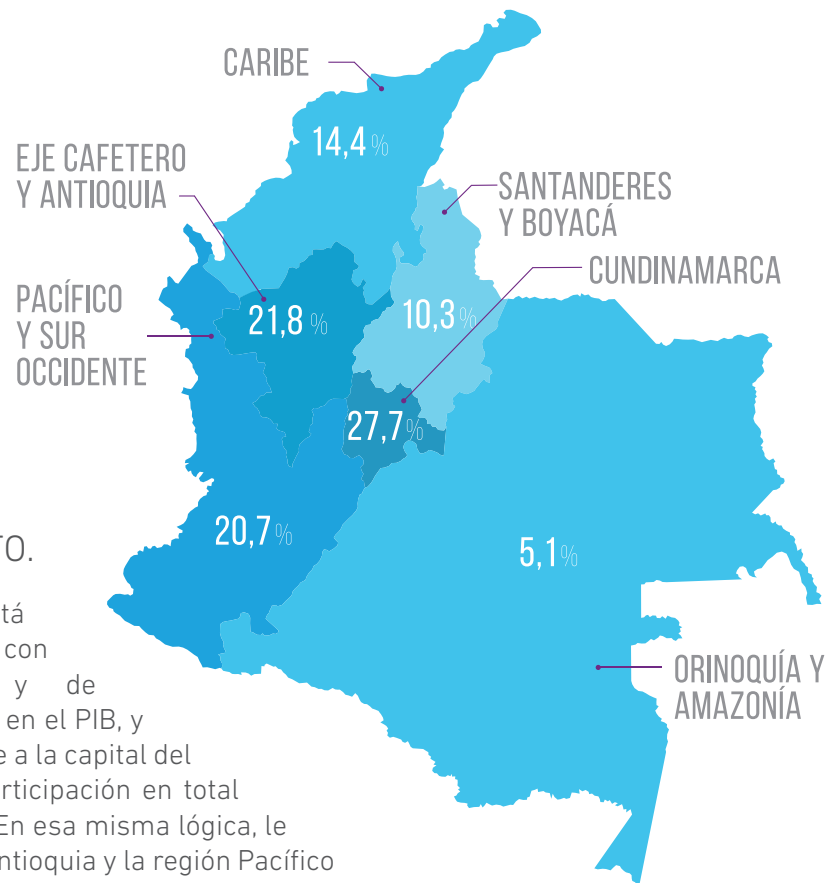 CARIBE
14,4 %
EJE CAFETERO
Y ANTIOQUIA
SANTANDERES
Y BOYACÁ
CUNDINAMARCA
PACÍFICO
Y SUR
OCCIDENTE
21,8 %
10,3 %
27,7 %
20,7 %
5,1 %
ORINOQUÍA Y
AMAZONÍA
TO.
tá
con
y de
en el PIB, y
e a la capital del
rticipación en total
En esa misma lógica, le
ntioquia y la región Pacífico